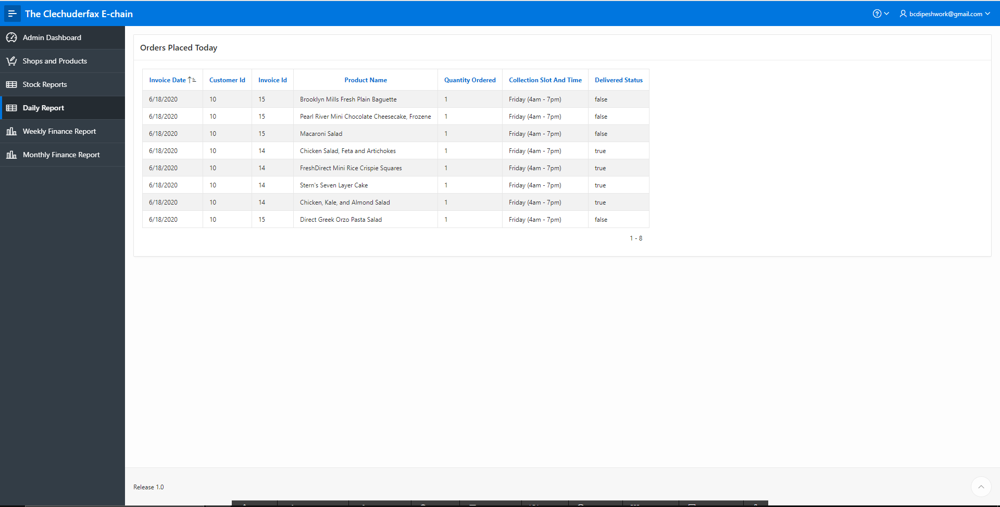 The Clechuderfax E-chain
bcdipeshwork@gmail.com
Admin Dashboard
Shops and Products
Stock Reports
Daily Report
Weekly Finance Report
Monthly Finance Report
Orders Placed Today
Invoice Date Customer Id Invoice Id Product Name Quantity Ordered Collection Slot And Time Delivered Status
6/18/2020 10 15 Brooklyn Mills Fresh Plain Baguette 1 Friday (4am - 7pm) false
6/18/2020 10 15 Pearl River Mini Chocolate Cheesecake, Frozene 1 Friday (4am - 7pm) false
6/18/2020 10 15 Macaroni Salad 1 Friday (4am - 7pm) false
6/18/2020 10 14 Chicken Salad, Feta and Artichokes 1 Friday (4am - 7pm) true
6/18/2020 10 14 FreshDirect Mini Rice Crispie Squares 1 Friday (4am - 7pm) true
6/18/2020 10 14 Stern's Seven Layer Cake 1 Friday (4am - 7pm) true
6/18/2020 10 14 Chicken, Kale, and Almond Salad 1 Friday (4am - 7pm) true
6/18/2020 10 15 Direct Greek Orzo Pasta Salad 1 Friday (4am - 7pm) false
1 - 8
Release 1.0